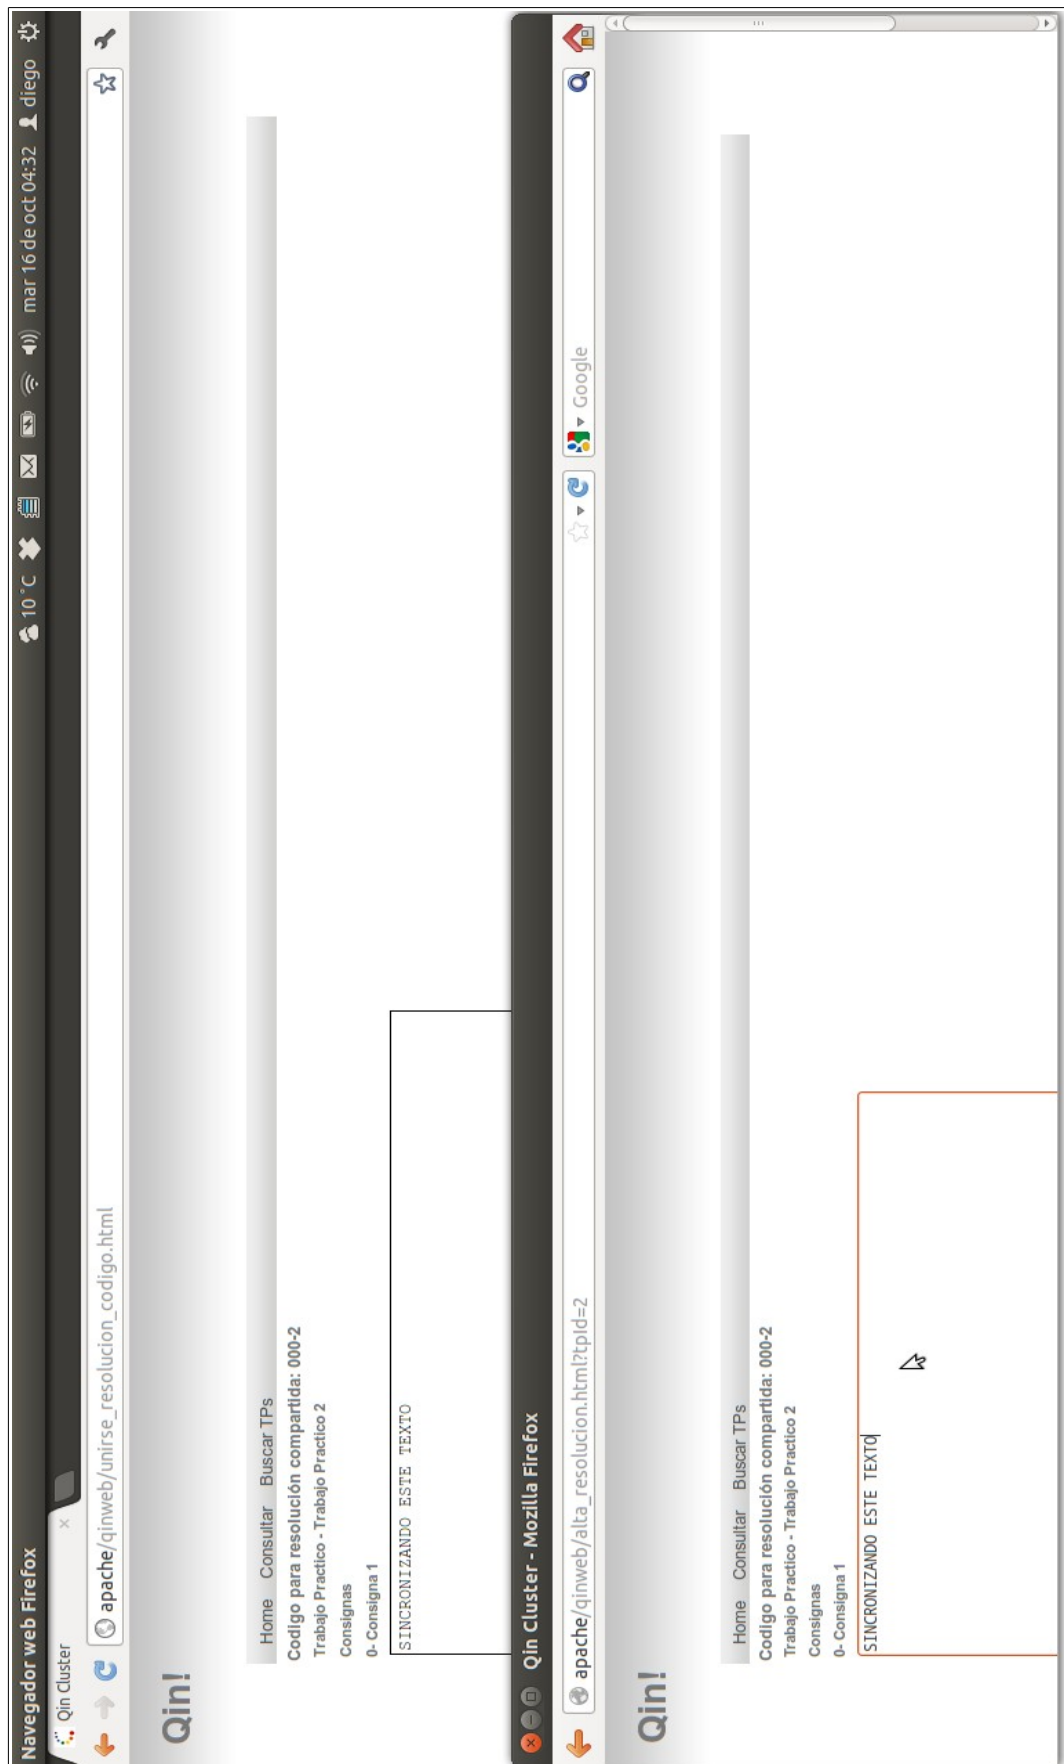 Navegador web Firefox
10 °C mar 16 de oct 04:32 diego
Qin Cluster
apache/qinweb/unirse_resolucion_codigo.html
Qin!
Home Consultar Buscar TPs
Codigo para resolución compartida: 000-2
Trabajo Practico - Trabajo Practico 2
Consignas
0- Consigna 1
SINCRONIZANDO ESTE TEXTO
Qin Cluster - Mozilla Firefox
apache/qinweb/alta_resolucion.html?tpId=2
Google
Qin!
Home Consultar Buscar TPs
Codigo para resolución compartida: 000-2
Trabajo Practico - Trabajo Practico 2
Consignas
0- Consigna 1
SINCRONIZANDO ESTE TEXTO